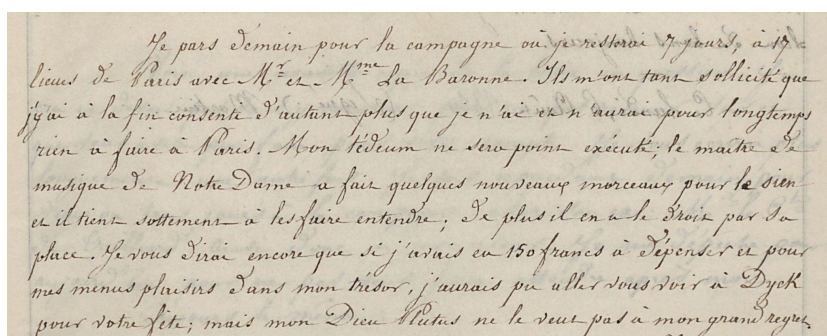 Je pars demain pour la campagne où je resterai 7 jours, à 17
lieues de Paris avec Mr et Mme La Baronne. Ils m'ont tant sollicité que
j'y ai à la fin consenti d'autant plus que je n'ai et n'aurai pour longtemps
rien à faire à Paris. Mon tédeum ne sera point exécuté; le maître de
musique de Notre Dame a fait quelques nouveaux morceaux pour le sien
et il tient sottement à les faire entendre; de plus il en a le droit par sa
place. Je vous dirai encore que si j'avais eu 150 francs à dépenser et pour
mes menus plaisirs dans mon trésor, j'aurais pu aller vous voir à Dyck
pour votre fête; mais mon Dieu Plutus ne le veut pas à mon grand regret.